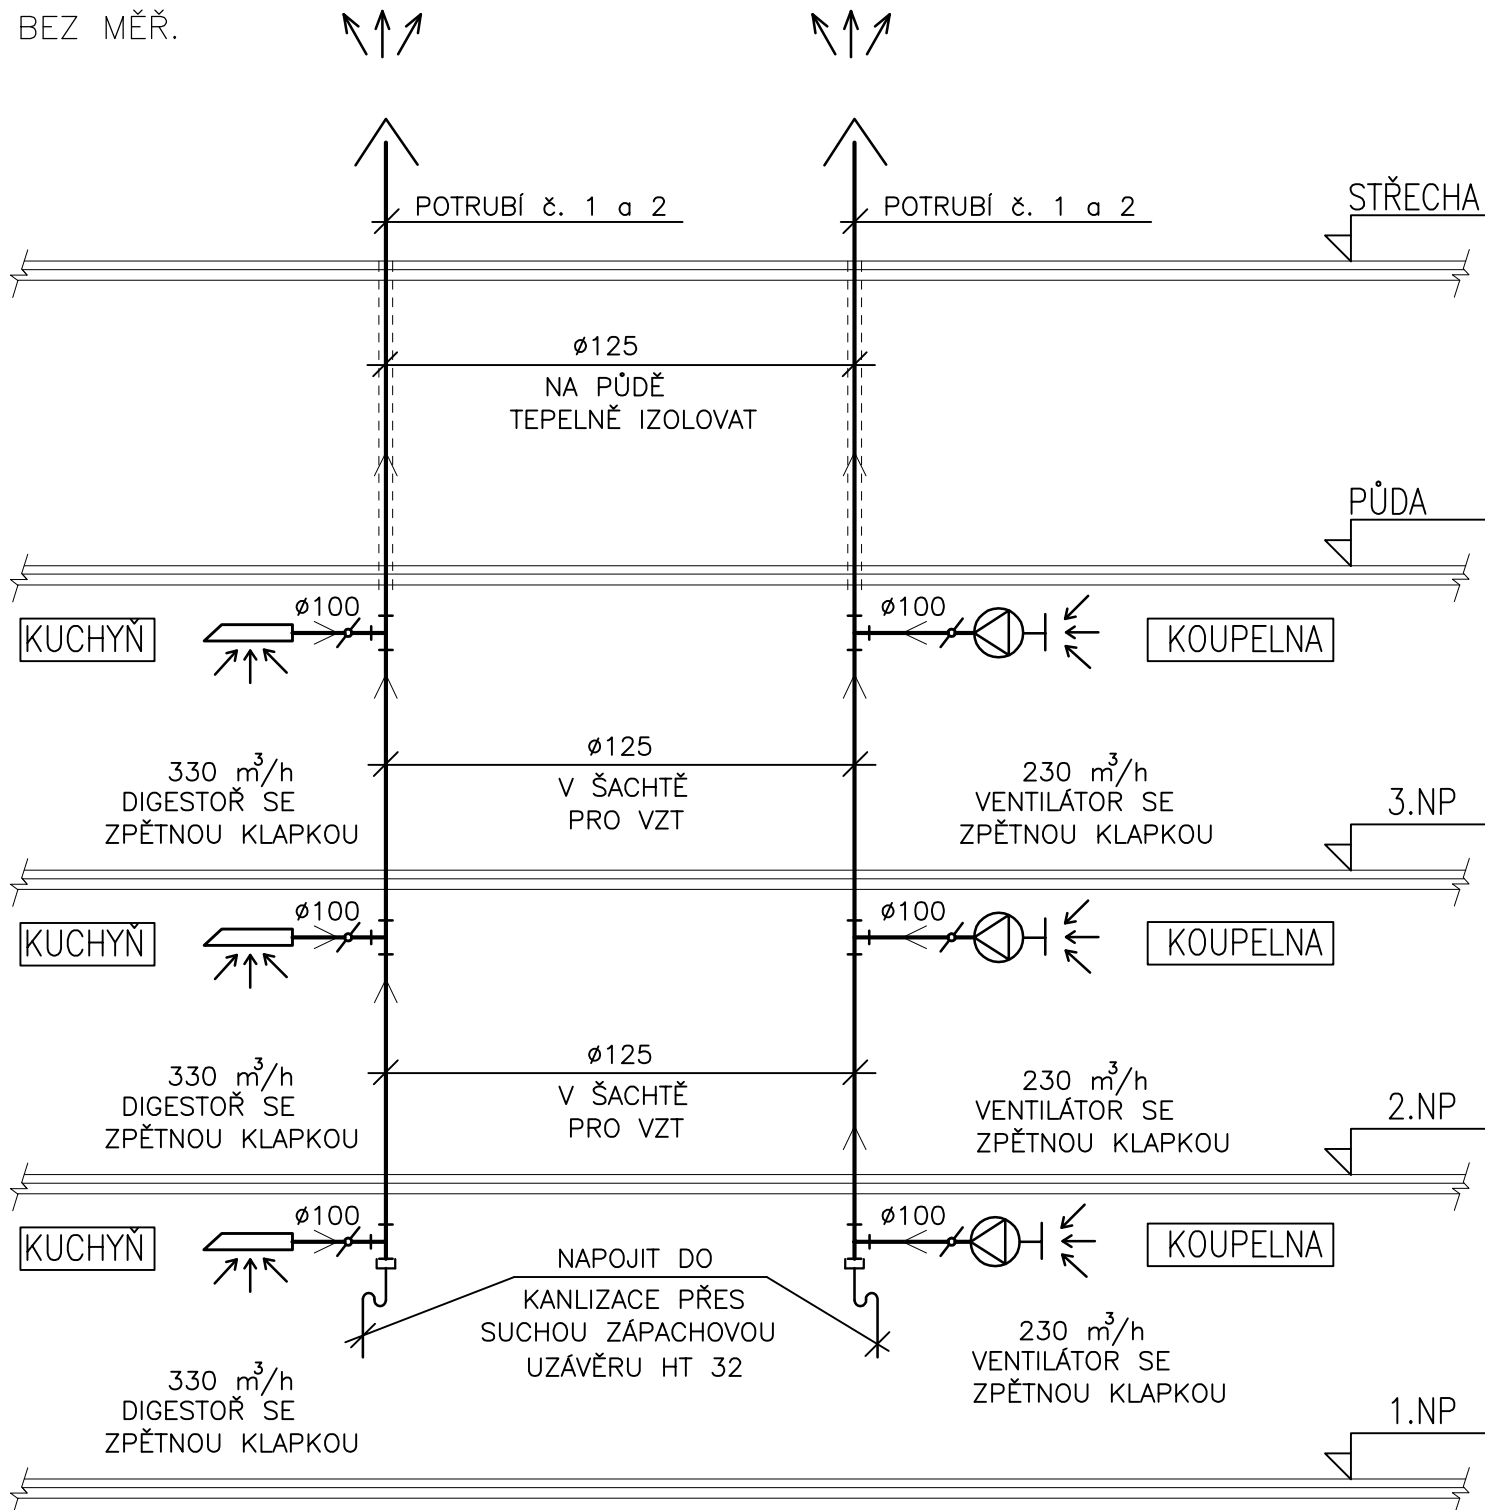 BEZ MĚŘ.
POTRUBÍ č. 1 a 2
POTRUBÍ č. 1 a 2
STŘECHA
ø125
NA PŮDĚ
TEPELNĚ IZOLOVAT
PŮDA
KUCHYŇ
ø100
ø100
KOUPELNA
330 m³/h
DIGESTOŘ SE
ZPĚTNOU KLAPKOU
ø125
V ŠACHTĚ
PRO VZT
230 m³/h
VENTILÁTOR SE
ZPĚTNOU KLAPKOU
3.NP
KUCHYŇ
ø100
ø100
KOUPELNA
330 m³/h
DIGESTOŘ SE
ZPĚTNOU KLAPKOU
ø125
V ŠACHTĚ
PRO VZT
230 m³/h
VENTILÁTOR SE
ZPĚTNOU KLAPKOU
2.NP
KUCHYŇ
ø100
ø100
KOUPELNA
NAPOJIT DO
KANLIZACE PŘES
SUCHOU ZÁPACHOVOU
UZÁVĚRU HT 32
330 m³/h
DIGESTOŘ SE
ZPĚTNOU KLAPKOU
230 m³/h
VENTILÁTOR SE
ZPĚTNOU KLAPKOU
1.NP